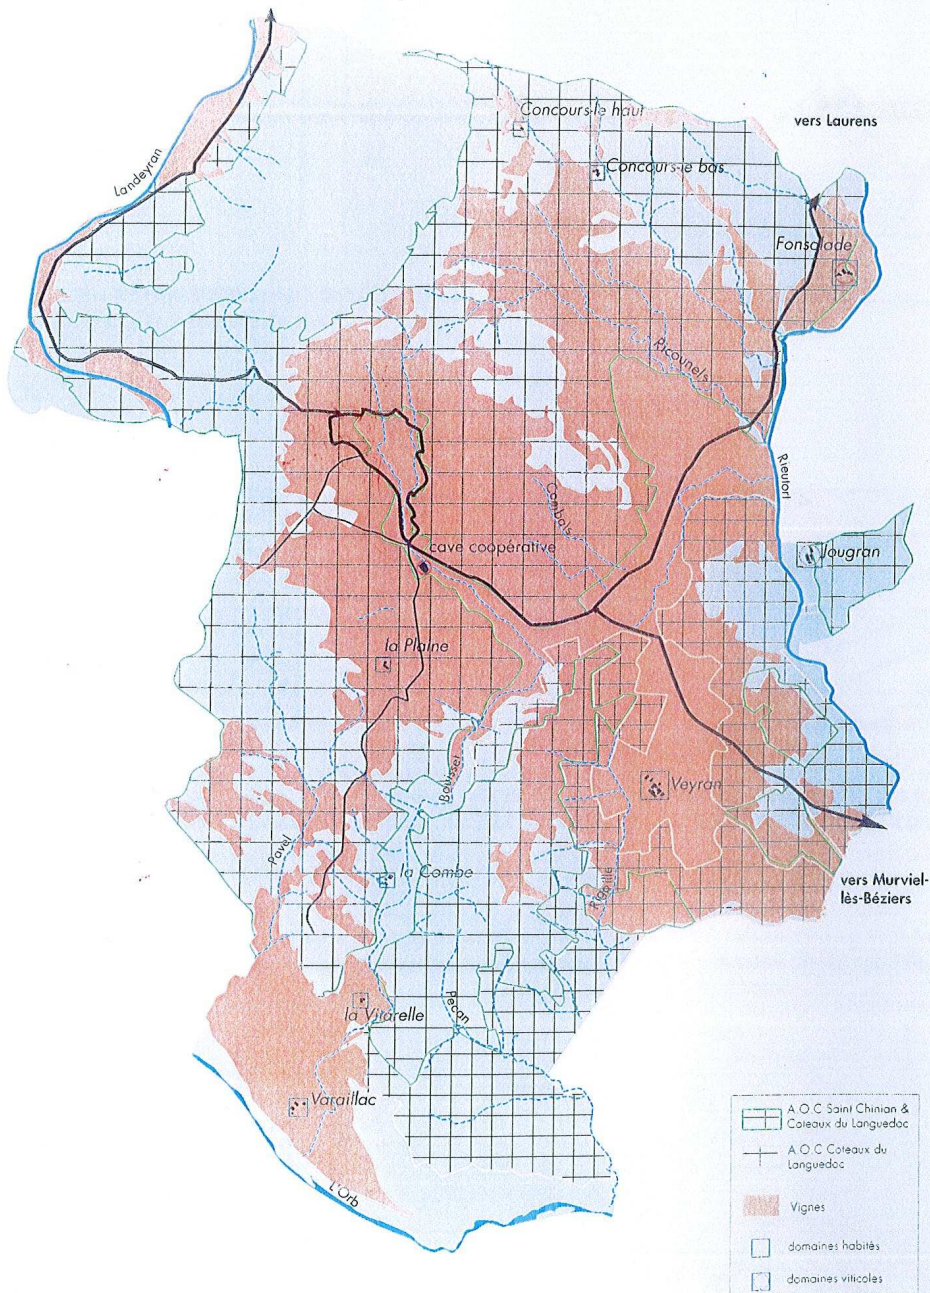 Concours-le haut
vers Laurens
Concours-le bas
Landeyran
Fonsalade
Ricounels
Rieutort
Combals
cave coopérative
Jougran
la Plaine
Bouisset
Veyran
Pavel
la Combe
vers Murviel-
lès-Béziers
Pecan
la Vitarelle
Varaillac
L'Orb
A.O.C Saint Chinian &
Coteaux du Languedoc
A.O.C Coteaux du
Languedoc
Vignes
domaines habités
domaines viticoles